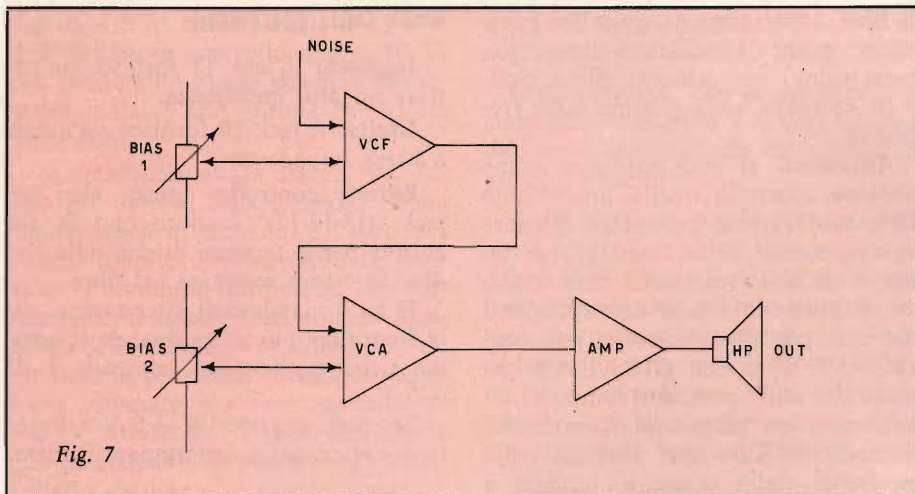 NOISE
VCF
BIAS
1
VCA
BIAS
2
AMP
HP
OUT
Fig. 7